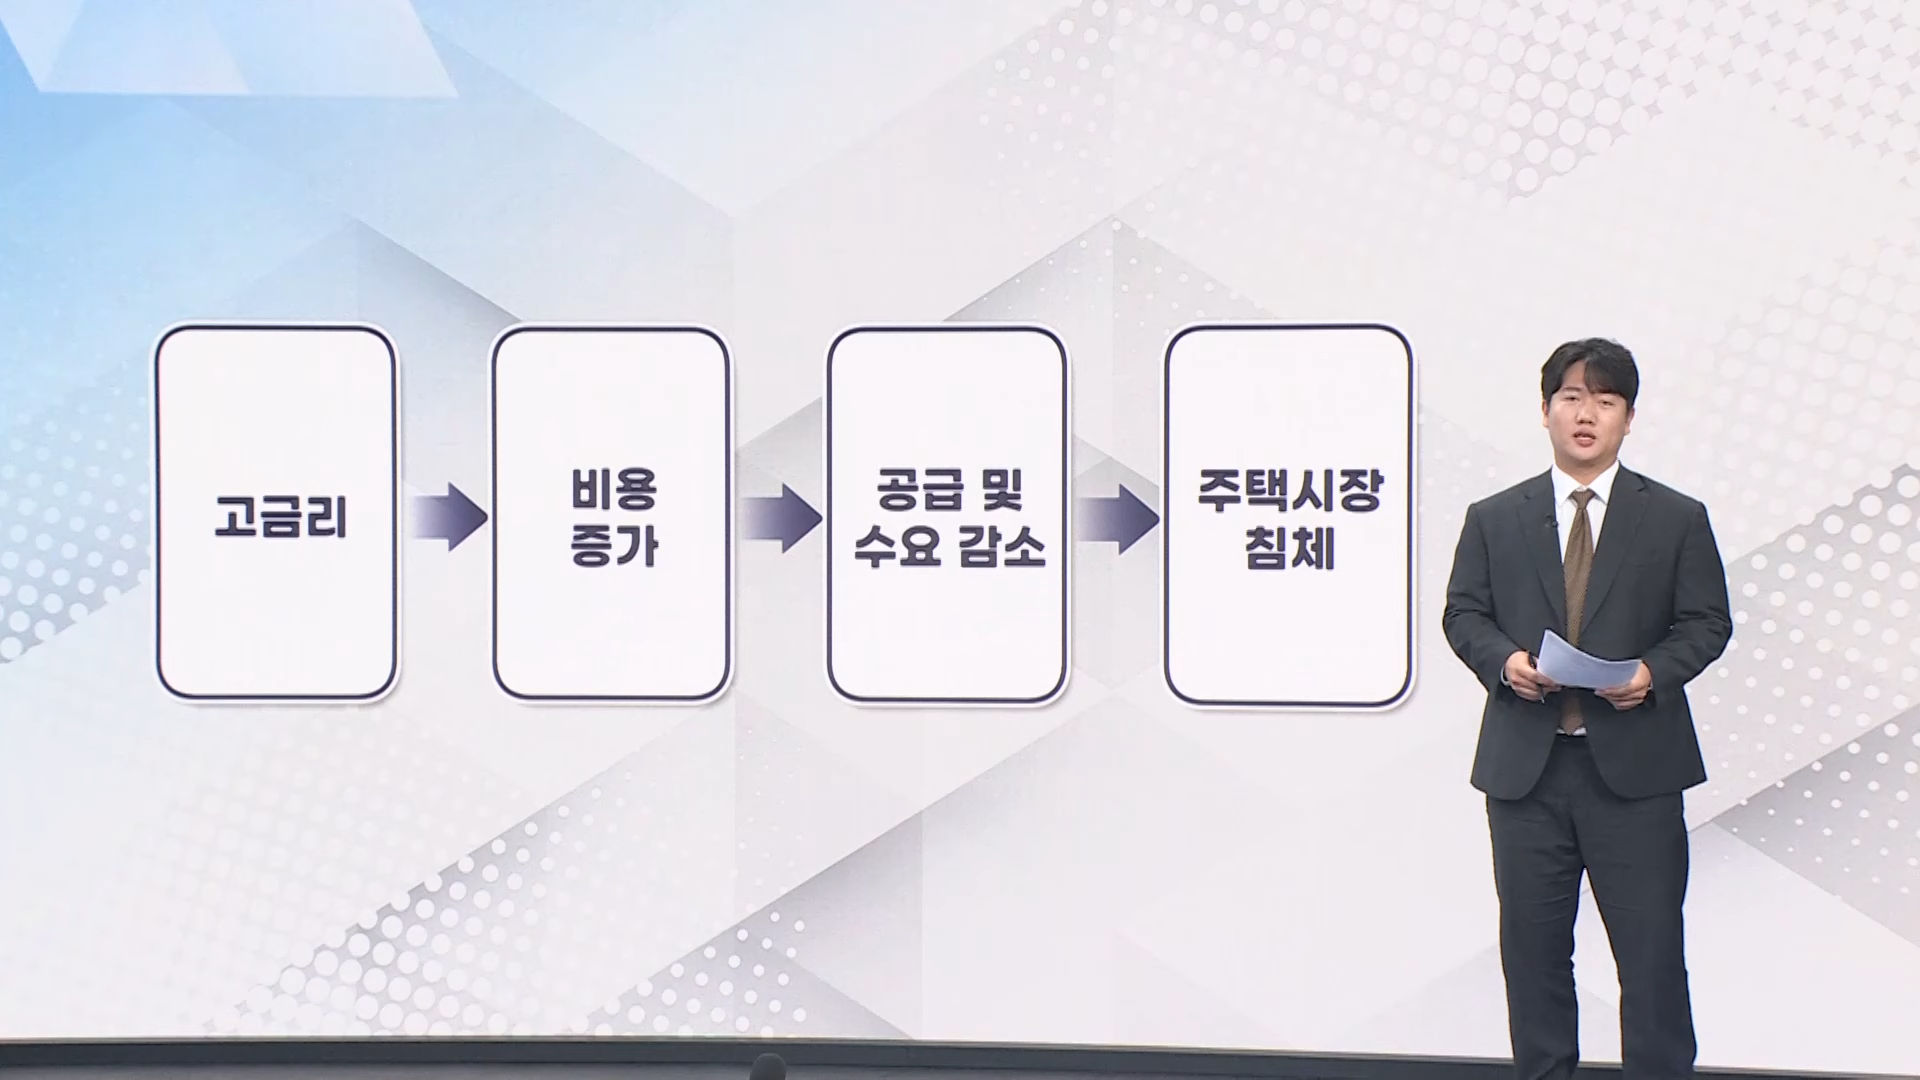 고금리
비용
증가
공급 및
수요 감소
주택시장
침체